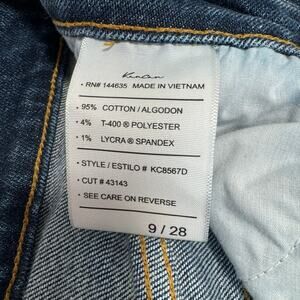 KanCan
• RN# 144635 MADE IN VIETNAM
• 95% COTTON / ALGODON
• 4% T-400 ® POLYESTER
• 1% LYCRA ® SPANDEX
• STYLE / ESTILO # KC8567D
• CUT # 43143
• SEE CARE ON REVERSE
9 / 28